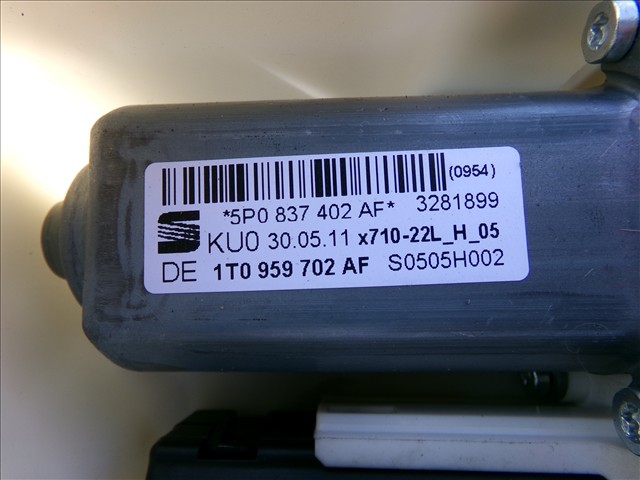 (0954)
*5P0 837 402 AF* 3281899
KU0 30.05.11 x710-22L_H_05
DE 1T0 959 702 AF S0505H002